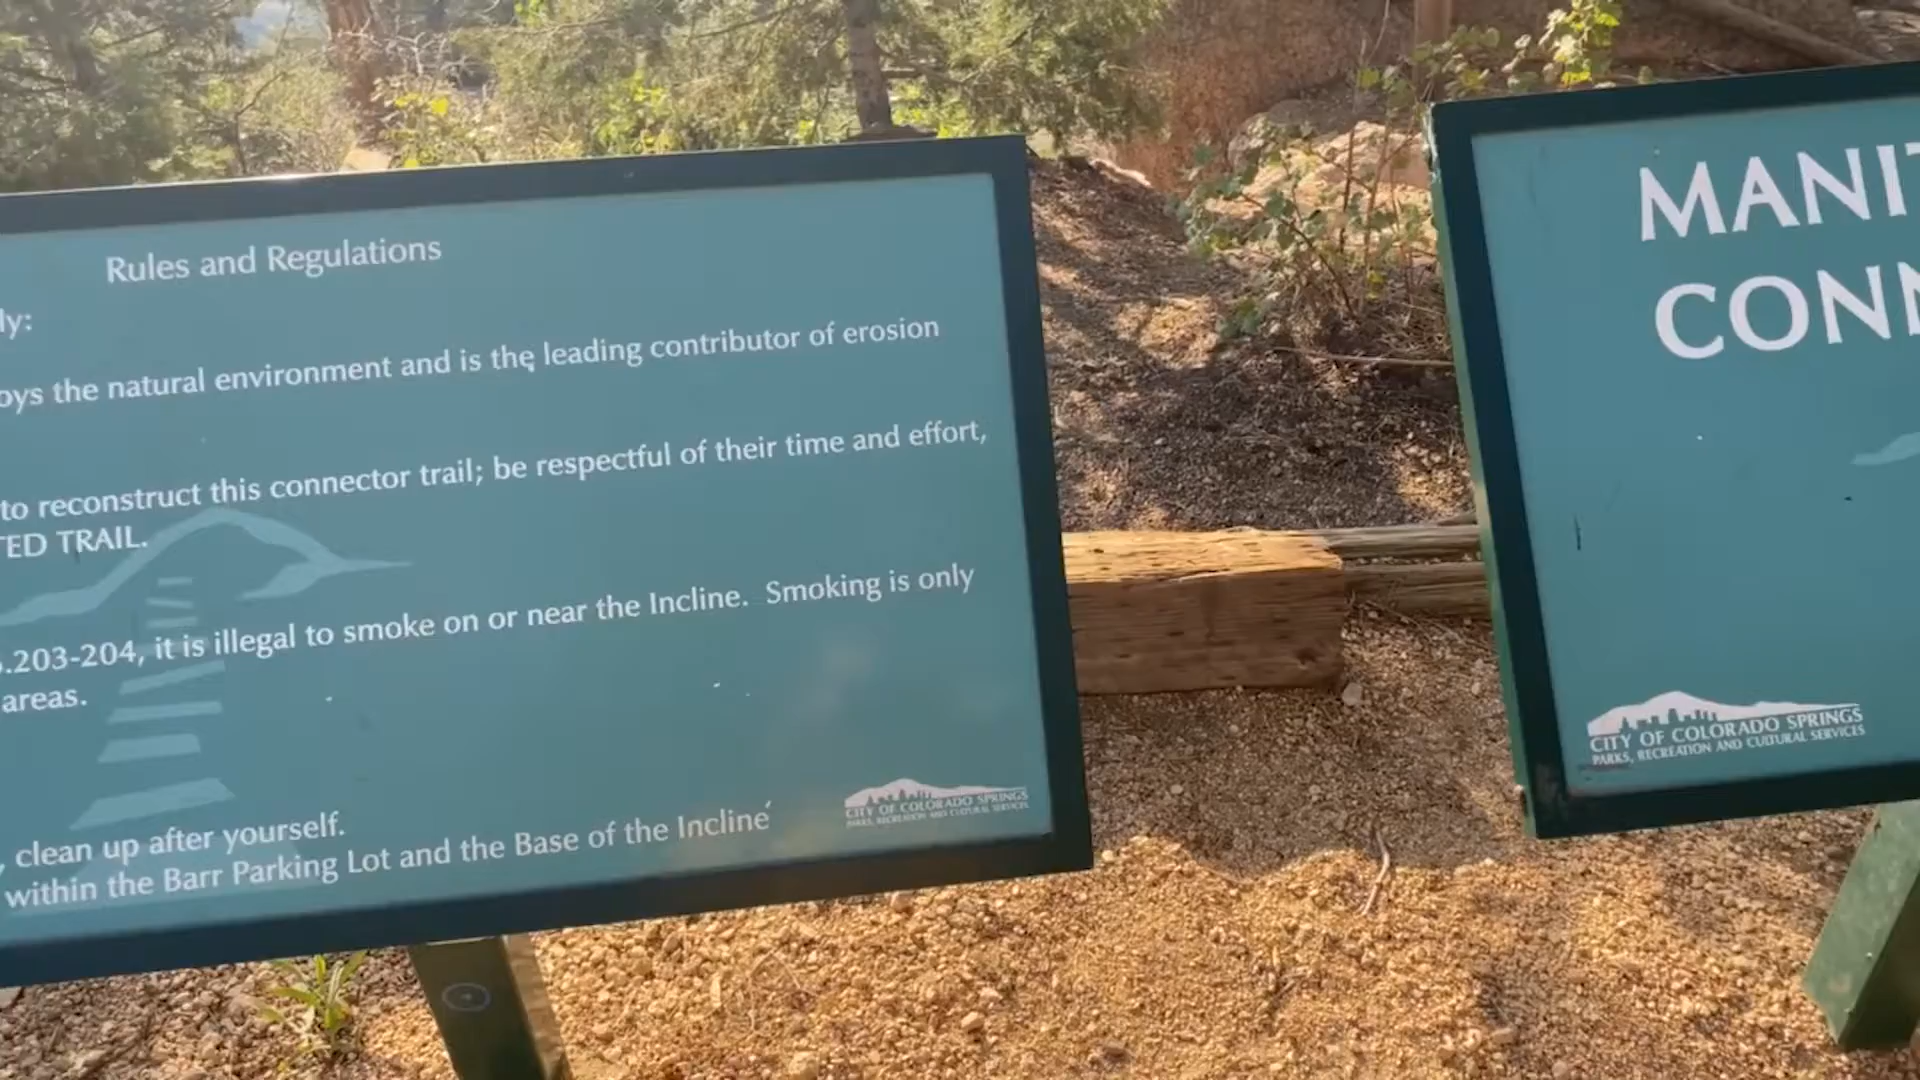 Rules and Regulations
ly:
oys the natural environment and is the leading contributor of erosion
to reconstruct this connector trail; be respectful of their time and effort,
TED TRAIL.
.203-204, it is illegal to smoke on or near the Incline. Smoking is only
areas.
, clean up after yourself.
within the Barr Parking Lot and the Base of the Incline
CITY OF COLORADO SPRINGS
PARKS, RECREATION AND CULTURAL SERVICES
MANIT
CONN
CITY OF COLORADO SPRINGS
PARKS, RECREATION AND CULTURAL SERVICES